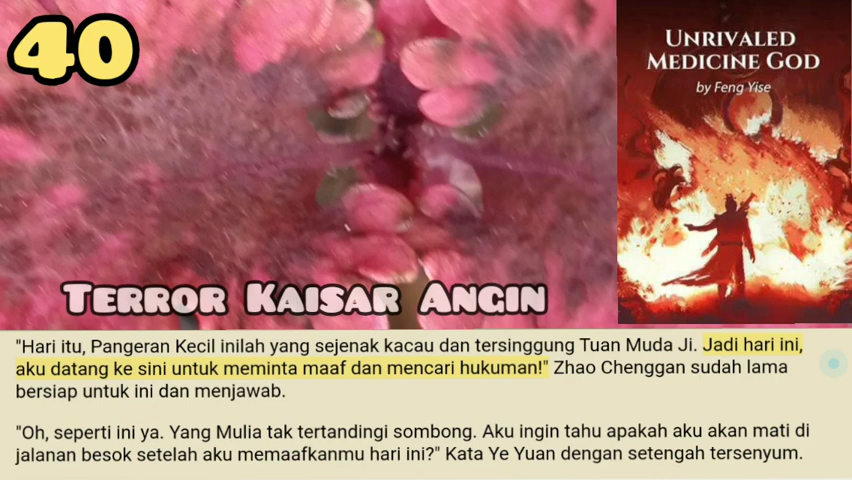 40
UNRIVALED
MEDICINE GOD
by Feng Yise
TERROR KAISAR ANGIN
"Hari itu, Pangeran Kecil inilah yang sejenak kacau dan tersinggung Tuan Muda Ji. Jadi hari ini,
aku datang ke sini untuk meminta maaf dan mencari hukuman!" Zhao Chenggan sudah lama
bersiap untuk ini dan menjawab.
"Oh, seperti ini ya. Yang Mulia tak tertandingi sombong. Aku ingin tahu apakah aku akan mati di
jalanan besok setelah aku memaafkanmu hari ini?" Kata Ye Yuan dengan setengah tersenyum.